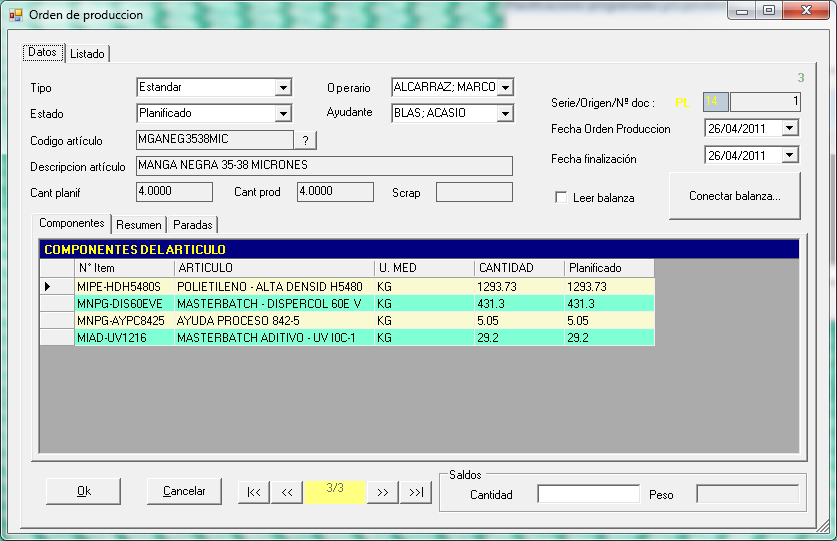 Orden de produccion
Datos
Listado
3
Tipo
Estandar
Operario
ALCARRAZ; MARCO
Serie/Origen/Nº doc :
PL
14
1
Estado
Planificado
Ayudante
BLAS; ACASIO
Fecha Orden Produccion
26/04/2011
Codigo artículo
MGANEG3538MIC
?
Fecha finalización
26/04/2011
Descripcion artículo
MANGA NEGRA 35-38 MICRONES
Cant planif
4.0000
Cant prod
4.0000
Scrap
Leer balanza
Conectar balanza...
Componentes
Resumen
Paradas
COMPONENTES DEL ARTICULO
N° Item ARTICULO U. MED CANTIDAD Planificado
MIPE-HDH5480S POLIETILENO - ALTA DENSID H5480 KG 1293.73 1293.73
MNPG-DIS60EVE MASTERBATCH - DISPERCOL 60E V KG 431.3 431.3
MNPG-AYPC8425 AYUDA PROCESO 842-5 KG 5.05 5.05
MIAD-UV1216 MASTERBATCH ADITIVO - UV I0C-1 KG 29.2 29.2
Saldos
Ok
Cancelar
|<<
<<
3/3
>>
>>|
Cantidad
Peso